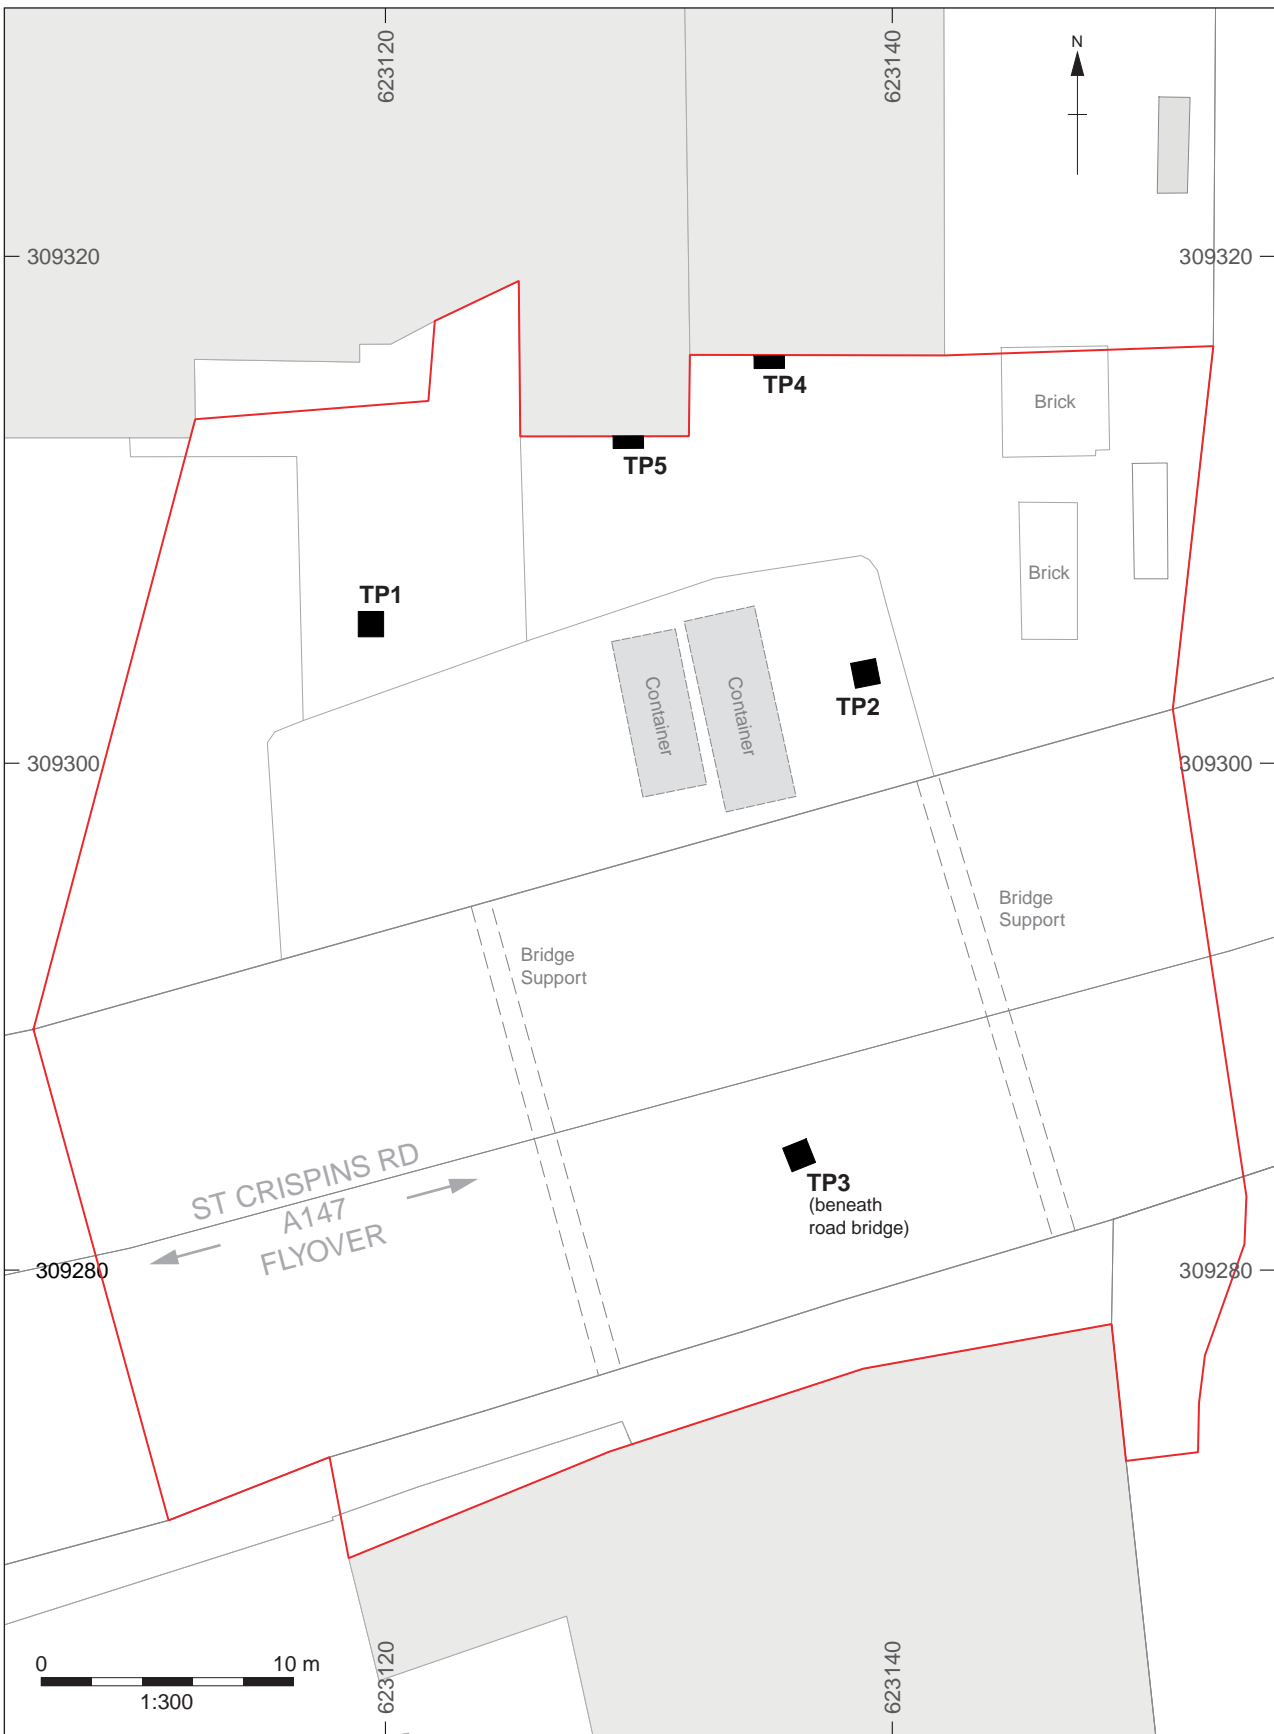 623120
623140
N
309320
309320
TP4
Brick
TP5
Brick
TP1
Container
Container
TP2
309300
309300
Bridge
Support
Bridge
Support
ST CRISPINS RD
A147
FLYOVER
TP3
(beneath
road bridge)
309280
309280
0 10 m
1:300
623120
623140